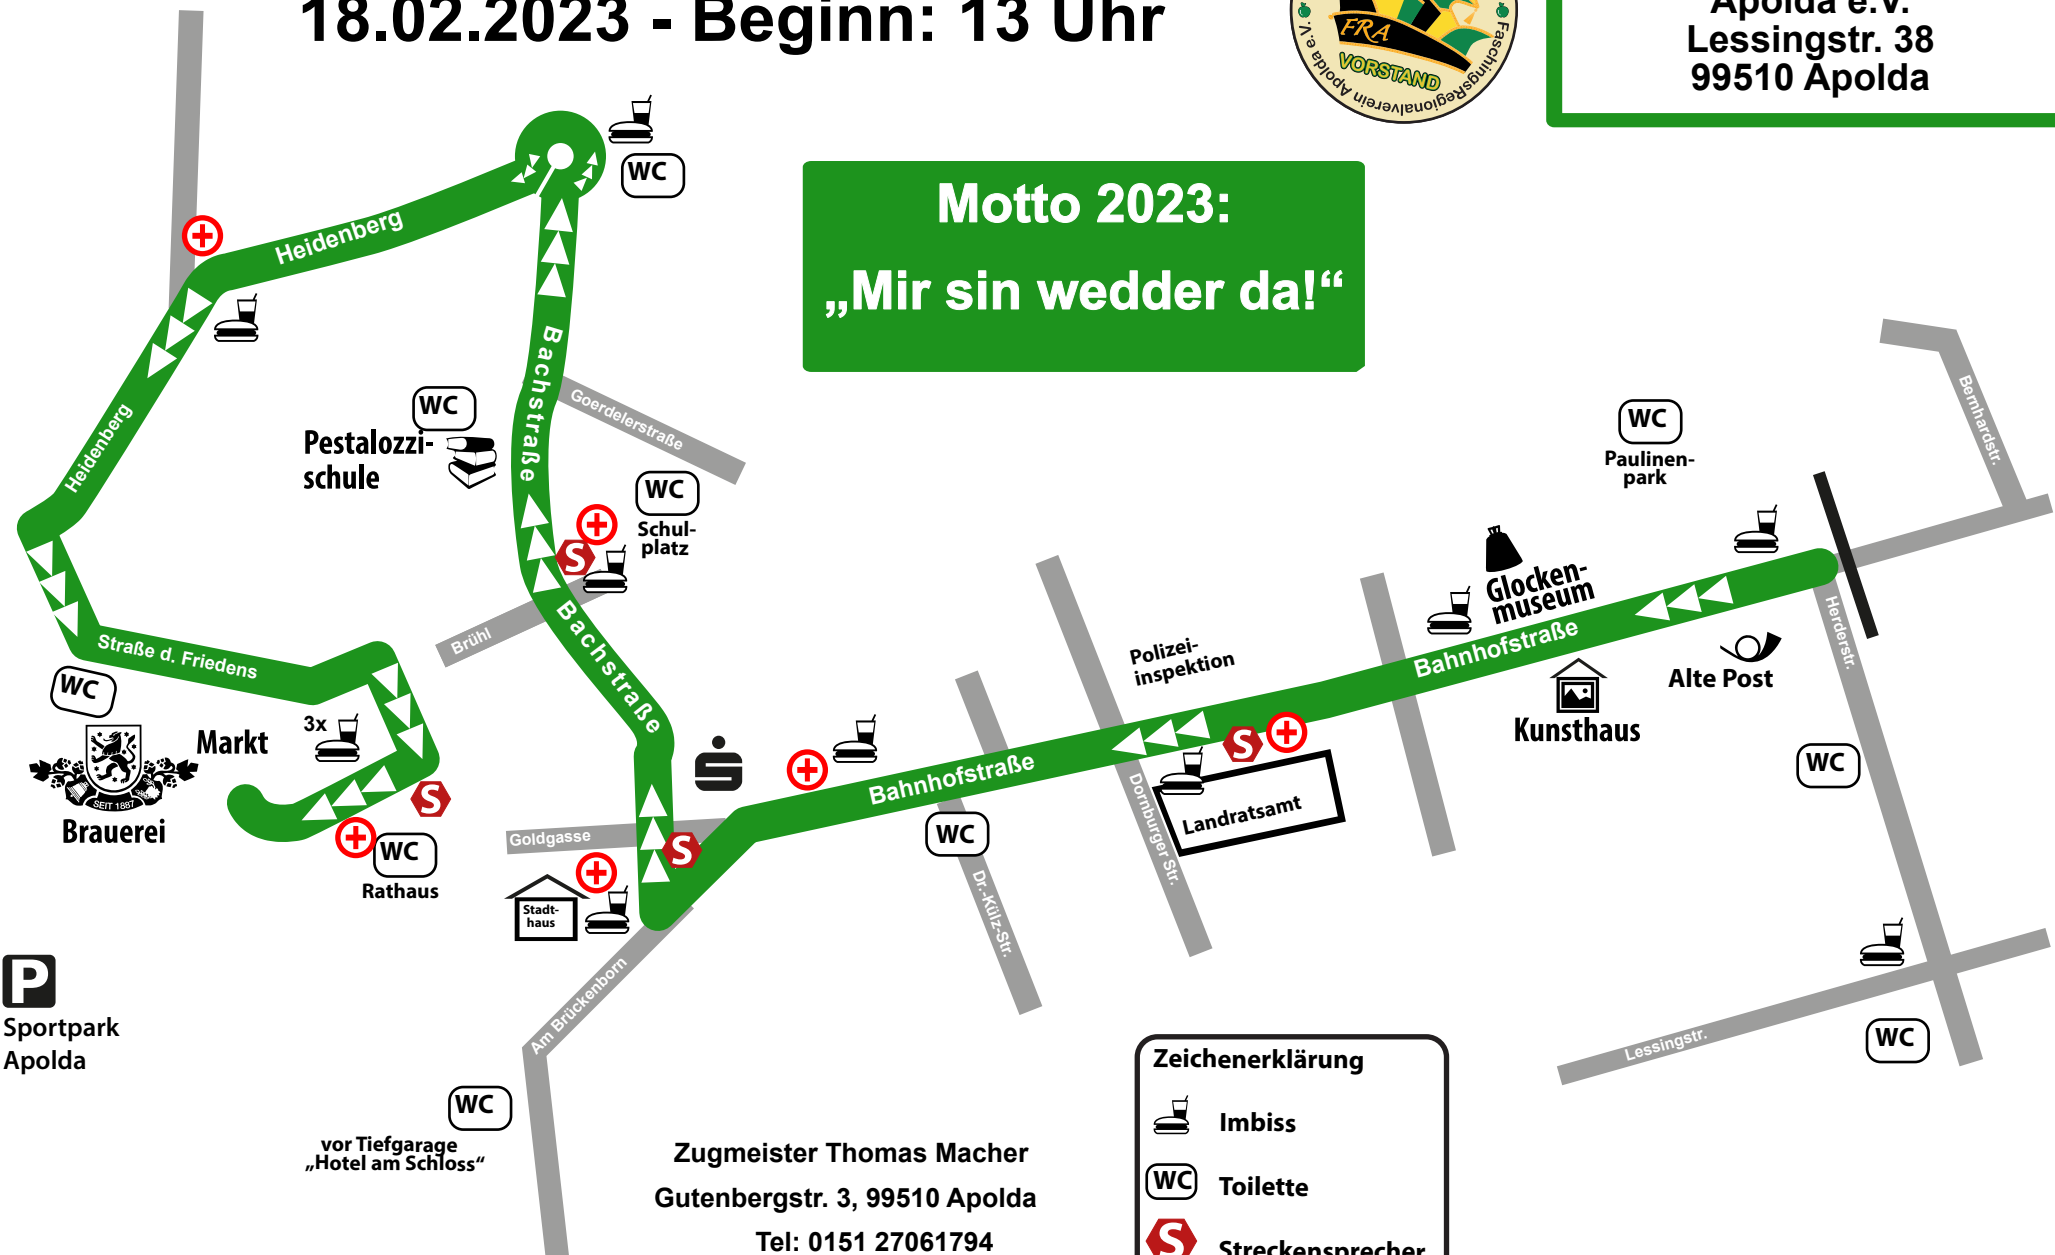 18.02.2023 - Beginn: 13 Uhr
FRA
VORSTAND
FaschingsRegionalverein Apolda e.V.
Apolda e.V.
Lessingstr. 38
99510 Apolda
WC
Motto 2023:
„Mir sin wedder da!“
Heidenberg
Bachstraße
Goerdelerstraße
WC
Pestalozzi-
schule
Heidenberg
WC
Schul-
platz
S
Brühl
Bachstraße
WC
Paulinen-
park
Bernhardstr.
Glocken-
museum
Bahnhofstraße
Herderstr.
Alte Post
Kunsthaus
Polizei-
inspektion
S
Landratsamt
Dornburger Str.
WC
Straße d. Friedens
WC
Markt
3x
SEIT 1887
Brauerei
S
WC
Rathaus
Bahnhofstraße
WC
Dr.-Külz-Str.
Goldgasse
S
Stadt-
haus
Am Brückenborn
P
Sportpark
Apolda
WC
vor Tiefgarage
„Hotel am Schloss“
Lessingstr.
WC
Zugmeister Thomas Macher
Gutenbergstr. 3, 99510 Apolda
Tel: 0151 27061794
Zeichenerklärung
Imbiss
WC Toilette
S Streckensprecher